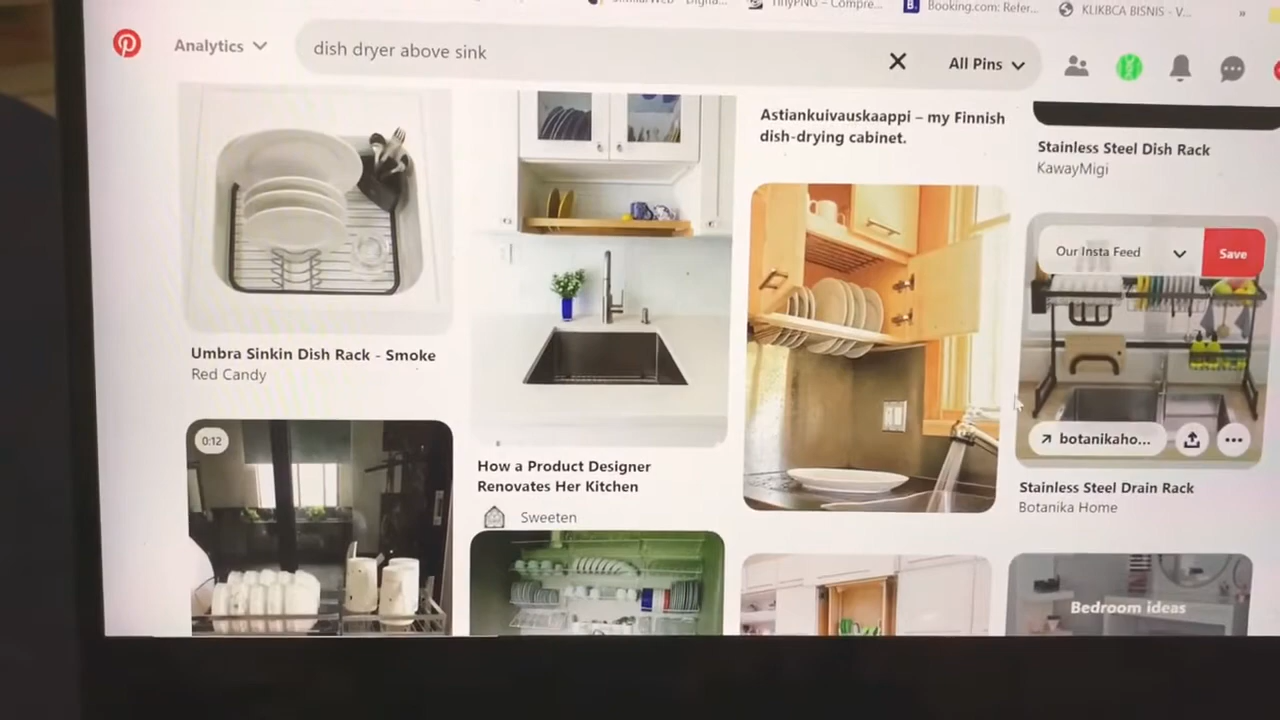 Booking.com: Refer...
KLIKBCA BISNIS - V...
»
Analytics
dish dryer above sink
All Pins
Umbra Sinkin Dish Rack - Smoke
Red Candy
0:12
How a Product Designer
Renovates Her Kitchen
Sweeten
Astiankuivauskaappi – my Finnish
dish-drying cabinet.
Stainless Steel Dish Rack
KawayMigi
Our Insta Feed
Save
botanikaho...
Stainless Steel Drain Rack
Botanika Home
Bedroom ideas